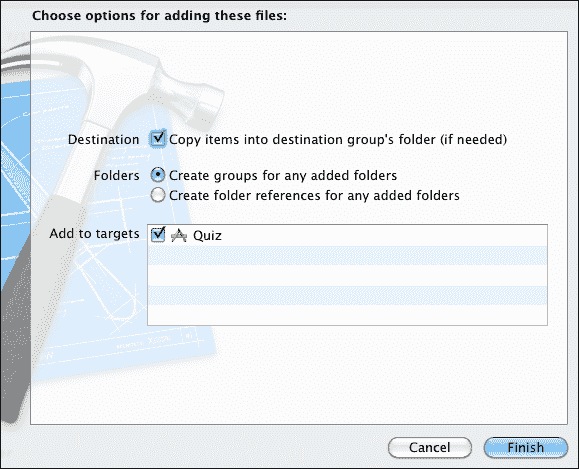 Choose options for adding these files:
Destination Copy items into destination group's folder (if needed)
Folders Create groups for any added folders
Create folder references for any added folders
Add to targets Quiz
Cancel Finish